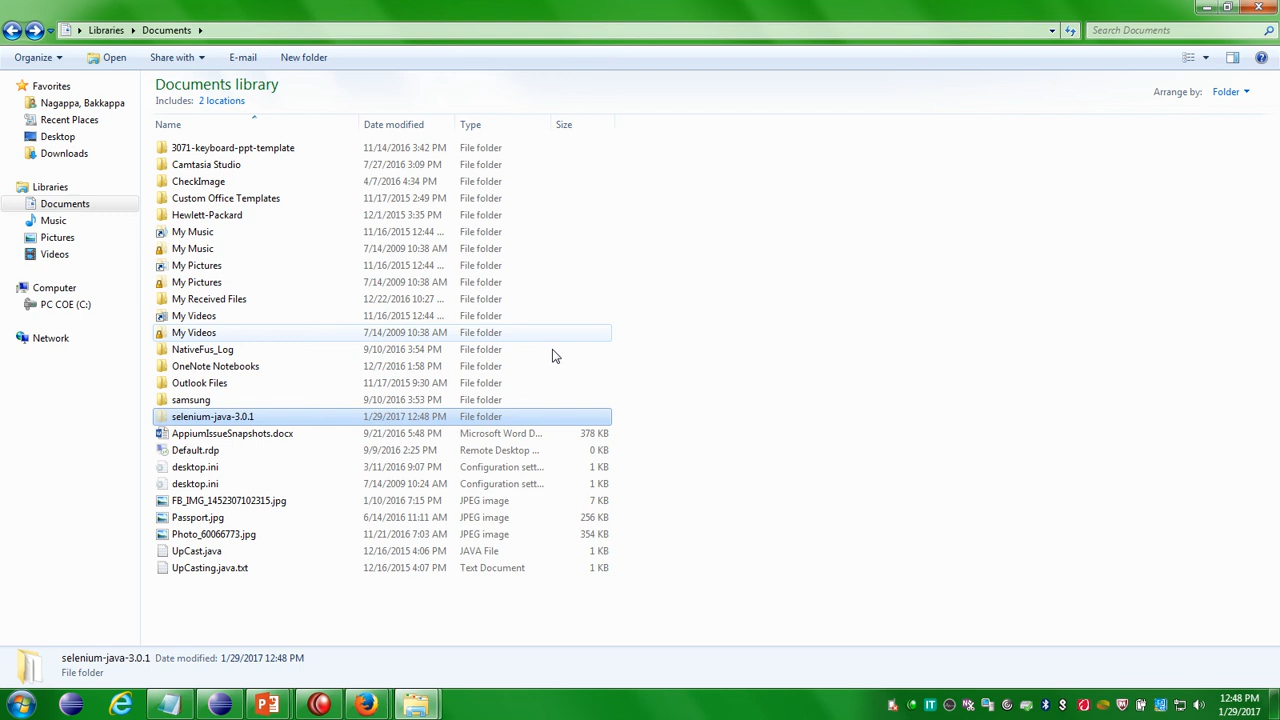 Libraries Documents
Search Documents
Organize Open Share with E-mail New folder
Favorites
Nagappa, Bakkappa
Recent Places
Desktop
Downloads
Libraries
Documents
Music
Pictures
Videos
Computer
PC COE (C:)
Network
Documents library
Includes: 2 locations
Arrange by: Folder
Name Date modified Type Size
3071-keyboard-ppt-template 11/14/2016 3:42 PM File folder
Camtasia Studio 7/27/2016 3:09 PM File folder
CheckImage 4/7/2016 4:34 PM File folder
Custom Office Templates 11/17/2015 2:49 PM File folder
Hewlett-Packard 12/1/2015 3:35 PM File folder
My Music 11/16/2015 12:44 ... File folder
My Music 7/14/2009 10:38 AM File folder
My Pictures 11/16/2015 12:44 ... File folder
My Pictures 7/14/2009 10:38 AM File folder
My Received Files 12/22/2016 10:27 ... File folder
My Videos 11/16/2015 12:44 ... File folder
My Videos 7/14/2009 10:38 AM File folder
NativeFus_Log 9/10/2016 3:54 PM File folder
OneNote Notebooks 12/7/2016 1:58 PM File folder
Outlook Files 11/17/2015 9:30 AM File folder
samsung 9/10/2016 3:53 PM File folder
selenium-java-3.0.1 1/29/2017 12:48 PM File folder
AppiumIssueSnapshots.docx 9/21/2016 5:48 PM Microsoft Word D... 378 KB
Default.rdp 9/9/2016 2:25 PM Remote Desktop ... 0 KB
desktop.ini 3/11/2016 9:07 PM Configuration sett... 1 KB
desktop.ini 7/14/2009 10:24 AM Configuration sett... 1 KB
FB_IMG_1452307102315.jpg 1/10/2016 7:15 PM JPEG image 7 KB
Passport.jpg 6/14/2016 11:11 AM JPEG image 256 KB
Photo_60066773.jpg 11/21/2016 7:03 AM JPEG image 354 KB
UpCast.java 12/16/2015 4:06 PM JAVA File 1 KB
UpCasting.java.txt 12/16/2015 4:07 PM Text Document 1 KB
selenium-java-3.0.1 Date modified: 1/29/2017 12:48 PM
File folder
IT
12:48 PM
1/29/2017